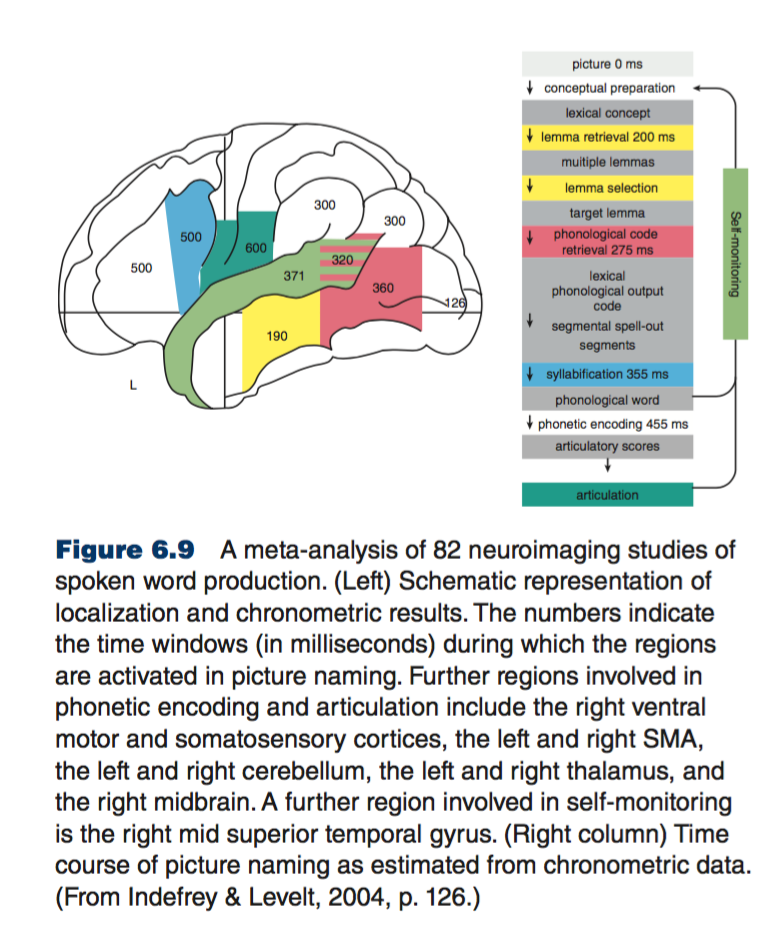 picture 0 ms
conceptual preparation
lexical concept
lemma retrieval 200 ms
multiple lemmas
lemma selection
target lemma
phonological code
retrieval 275 ms
lexical
phonological output
code
segmental spell-out
segments
syllabification 355 ms
phonological word
phonetic encoding 455 ms
articulatory scores
articulation
Self-monitoring
300
300
500
500
600
320
371
360
126
190
L
Figure 6.9 A meta-analysis of 82 neuroimaging studies of
spoken word production. (Left) Schematic representation of
localization and chronometric results. The numbers indicate
the time windows (in milliseconds) during which the regions
are activated in picture naming. Further regions involved in
phonetic encoding and articulation include the right ventral
motor and somatosensory cortices, the left and right SMA,
the left and right cerebellum, the left and right thalamus, and
the right midbrain. A further region involved in self-monitoring
is the right mid superior temporal gyrus. (Right column) Time
course of picture naming as estimated from chronometric data.
(From Indefrey & Levelt, 2004, p. 126.)